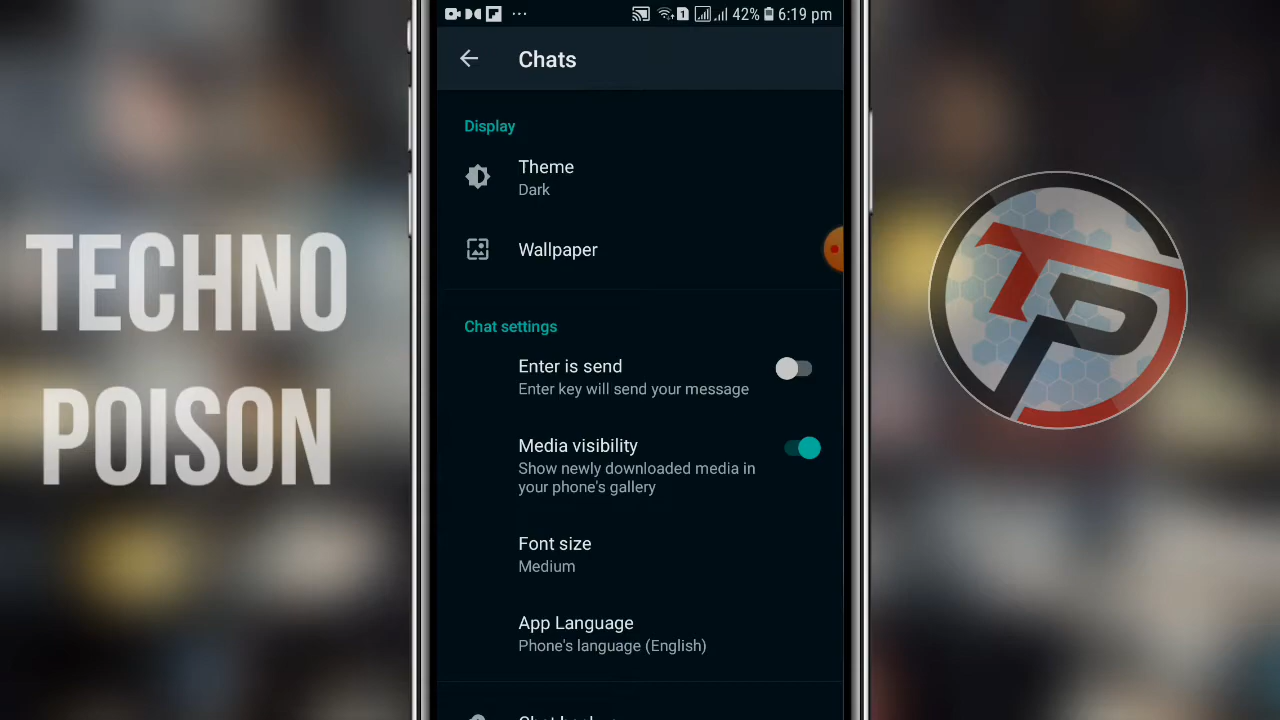 TECHNO
POISON
42% 6:19 pm
Chats
Display
Theme
Dark
Wallpaper
Chat settings
Enter is send
Enter key will send your message
Media visibility
Show newly downloaded media in
your phone's gallery
Font size
Medium
App Language
Phone's language (English)
TP